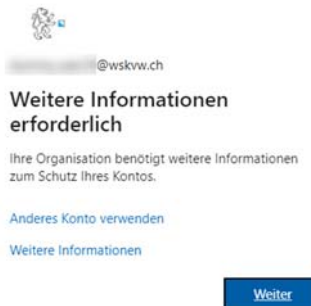 @wskvw.ch
Weitere Informationen
erforderlich
Ihre Organisation benötigt weitere Informationen
zum Schutz Ihres Kontos.
Anderes Konto verwenden
Weitere Informationen
Weiter